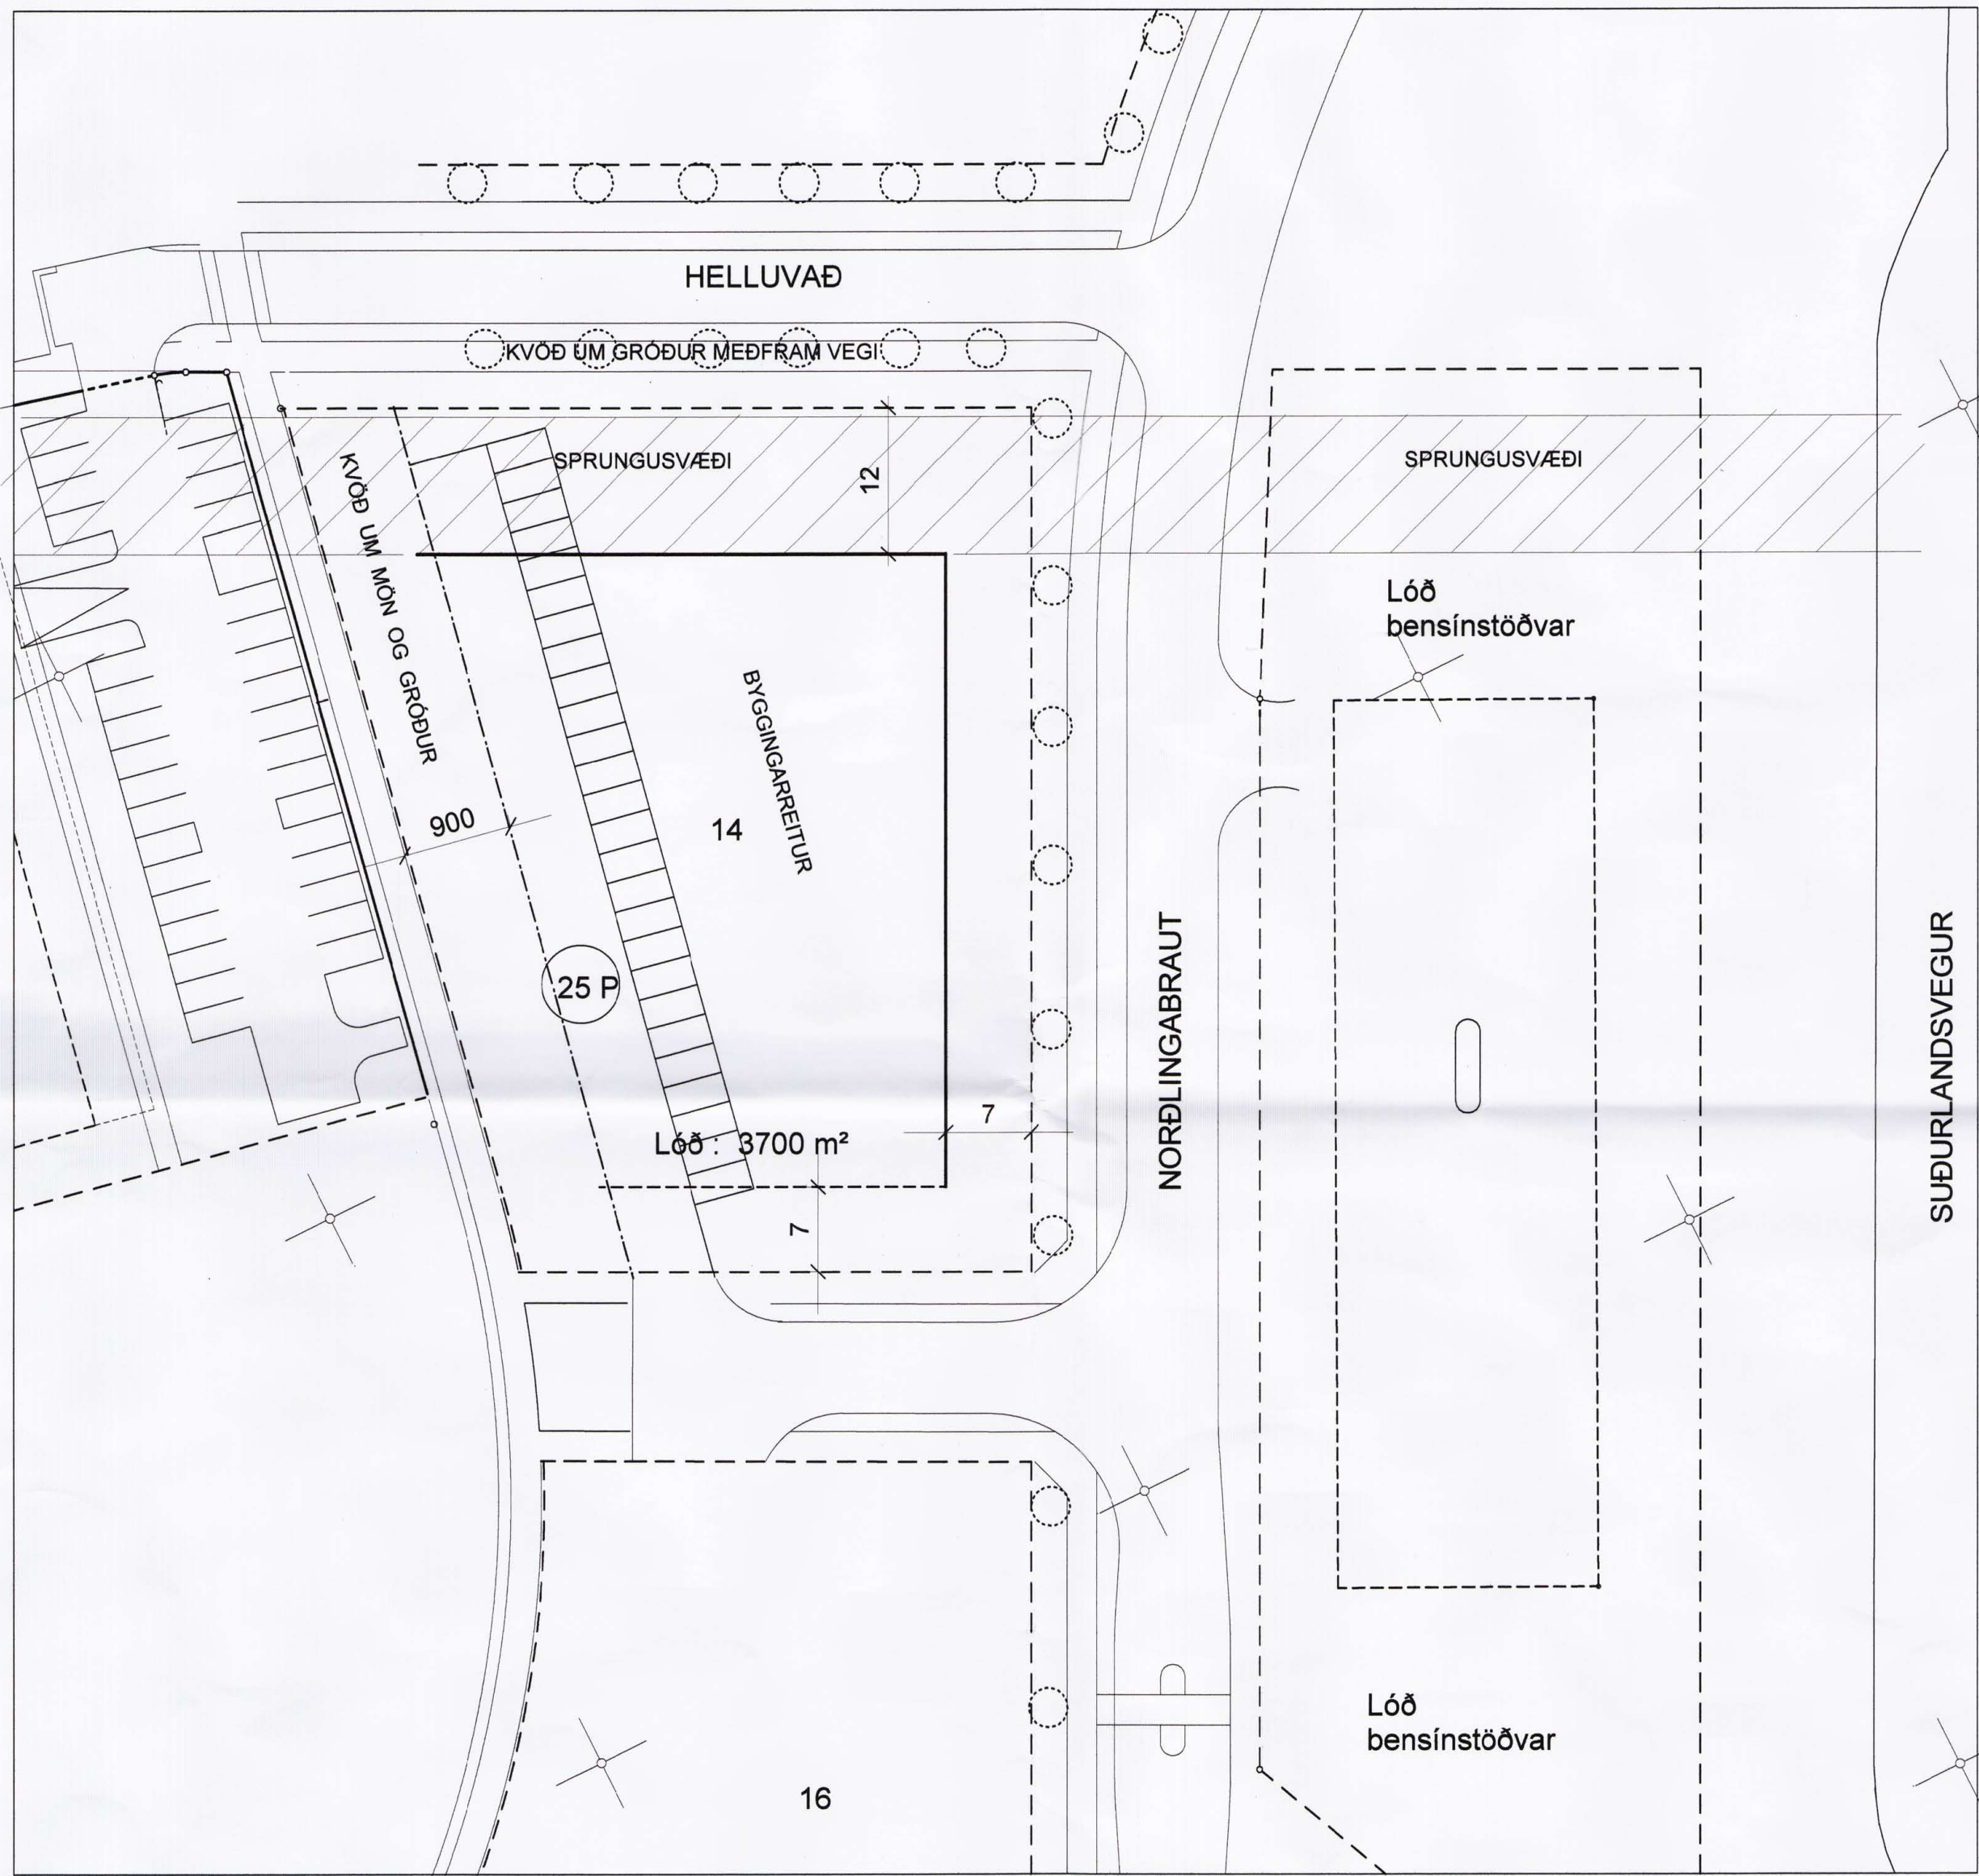 HELLUVAÐ
KVÖÐ UM GRÓÐUR MEÐFRAM VEGI
SPRUNGUSVÆÐI
SPRUNGUSVÆÐI
12
KVÖÐ UM MÖN OG GRÓÐUR
Lóð
bensínstöðvar
BYGGINGARREITUR
900
14
25 P
NORÐLINGABRAUT
SUÐURLANDSVEGUR
7
Lóð : 3700 m²
7
Lóð
bensínstöðvar
16